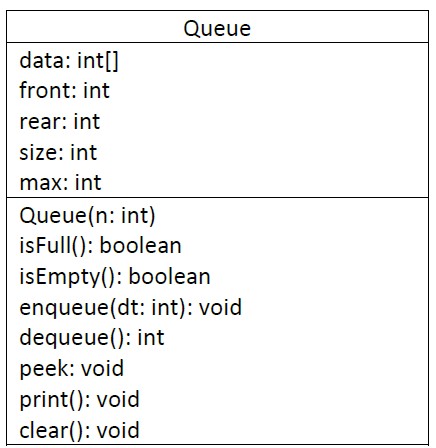 Queue
data: int[]
front: int
rear: int
size: int
max: int
Queue(n: int)
isFull(): boolean
isEmpty(): boolean
enqueue(dt: int): void
dequeue(): int
peek: void
print(): void
clear(): void